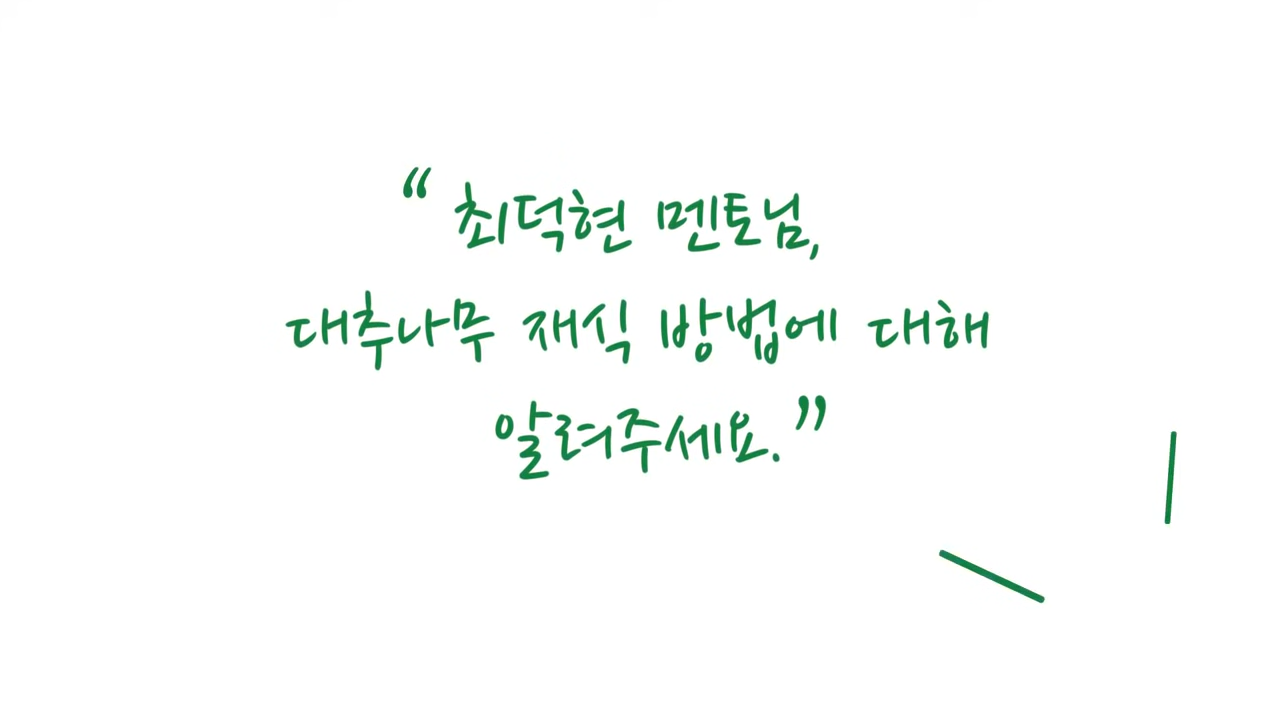 “ 최덕현 멘토님,
대추나무 재식 방법에 대해
알려주세요. ”